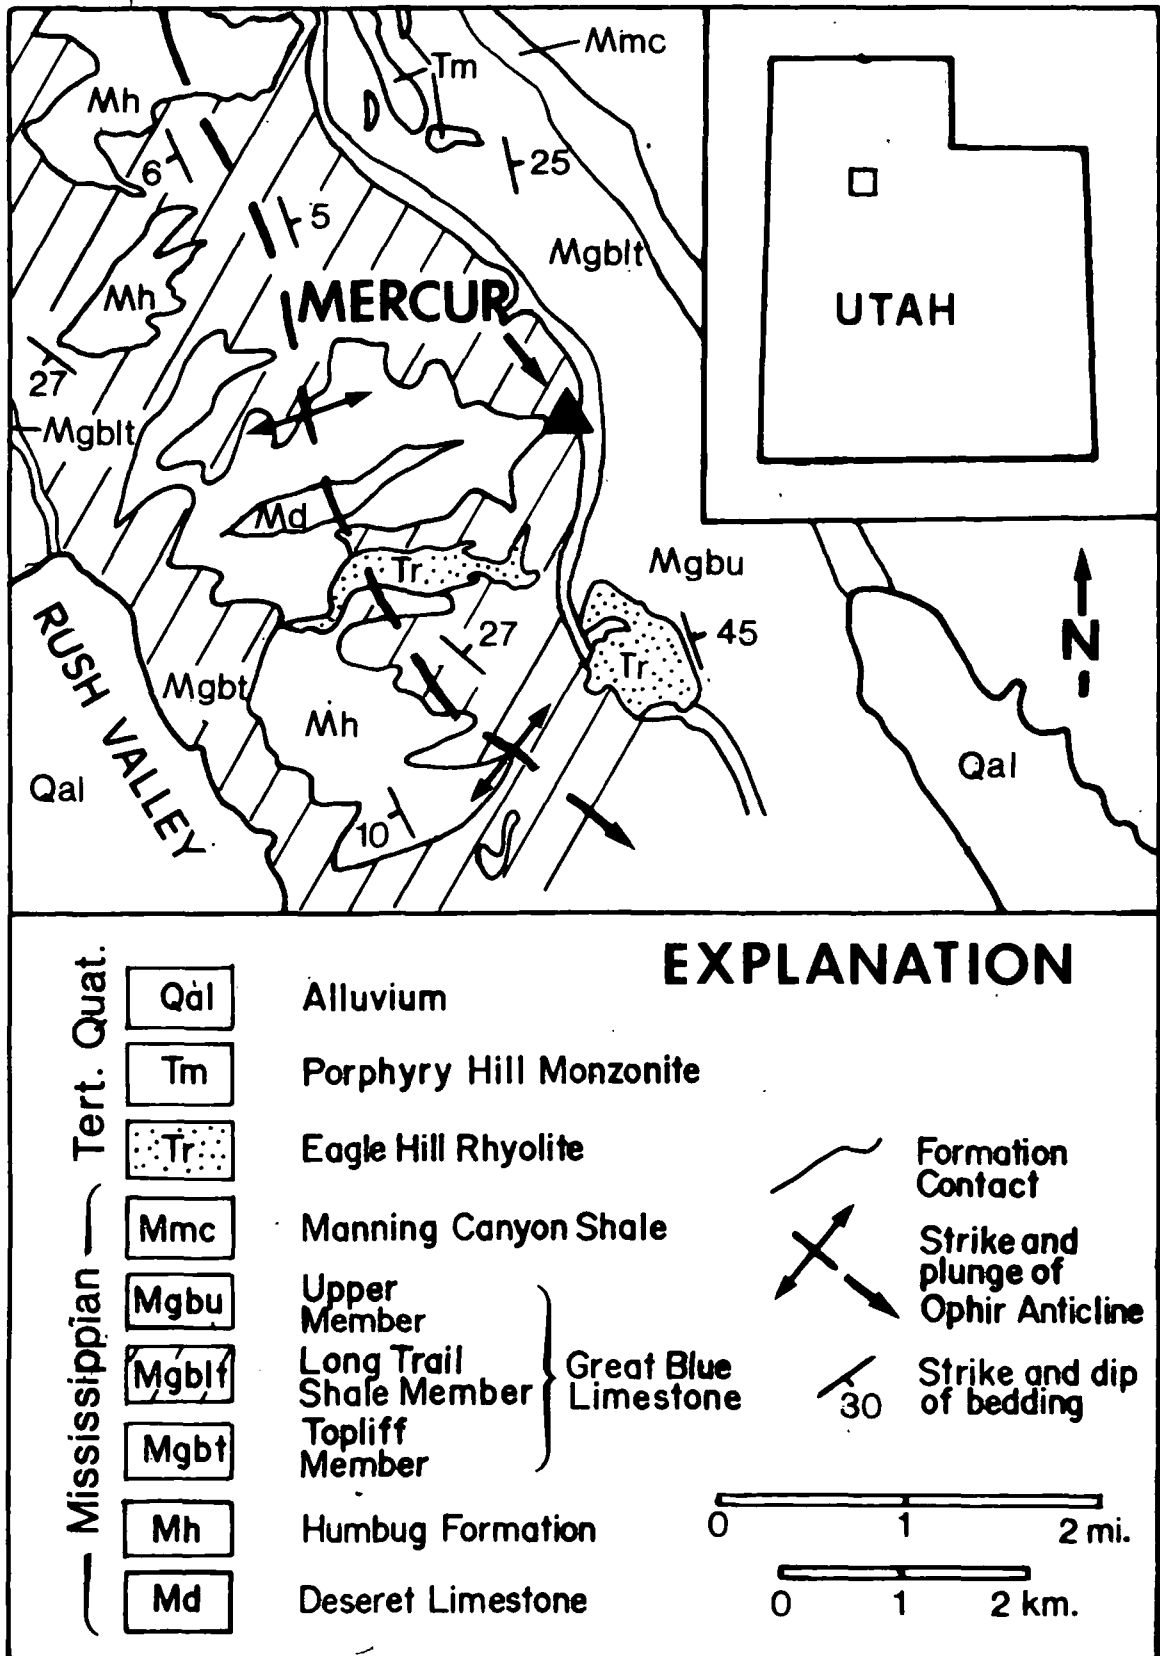 Mmc
Tm
Mh
6
25
5
Mgblt
Mh
MERCUR
UTAH
27
Mgblt
Md
Tr
Mgbu
RUSH VALLEY
27
45
N
Tr
Mgbt
Mh
Qal
Qal
10
EXPLANATION
Tert. Quat.
Mississippian
Qal Alluvium
Tm Porphyry Hill Monzonite
Tr Eagle Hill Rhyolite
Mmc Manning Canyon Shale
Mgbu Upper
Member
Mgblt Long Trail
Shale Member
Mgbt Topliff
Member
Great Blue
Limestone
Mh Humbug Formation
Md Deseret Limestone
Formation
Contact
Strike and
plunge of
Ophir Anticline
30
Strike and dip
of bedding
0 1 2 mi.
0 1 2 km.